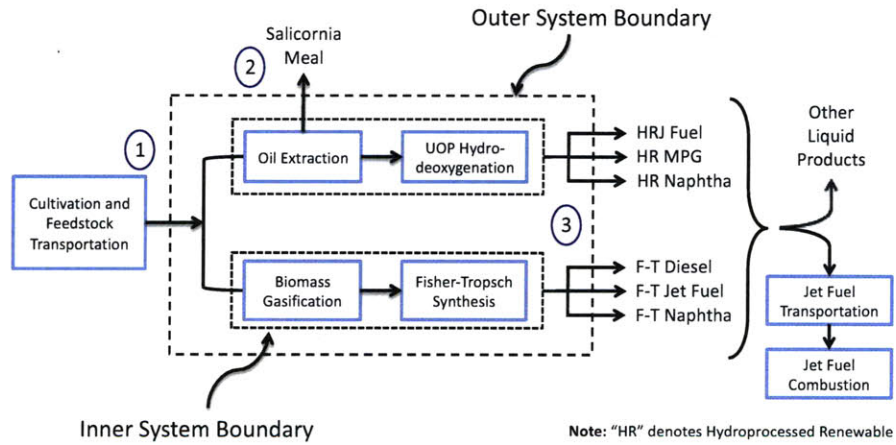 Outer System Boundary
Salicornia
Meal
2
1
Oil Extraction
UOP Hydro-
deoxygenation
HRJ Fuel
HR MPG
HR Naphtha
Other
Liquid
Products
Cultivation and
Feedstock
Transportation
3
Biomass
Gasification
Fisher-Tropsch
Synthesis
F-T Diesel
F-T Jet Fuel
F-T Naphtha
Jet Fuel
Transportation
Jet Fuel
Combustion
Inner System Boundary
Note: "HR" denotes Hydroprocessed Renewable